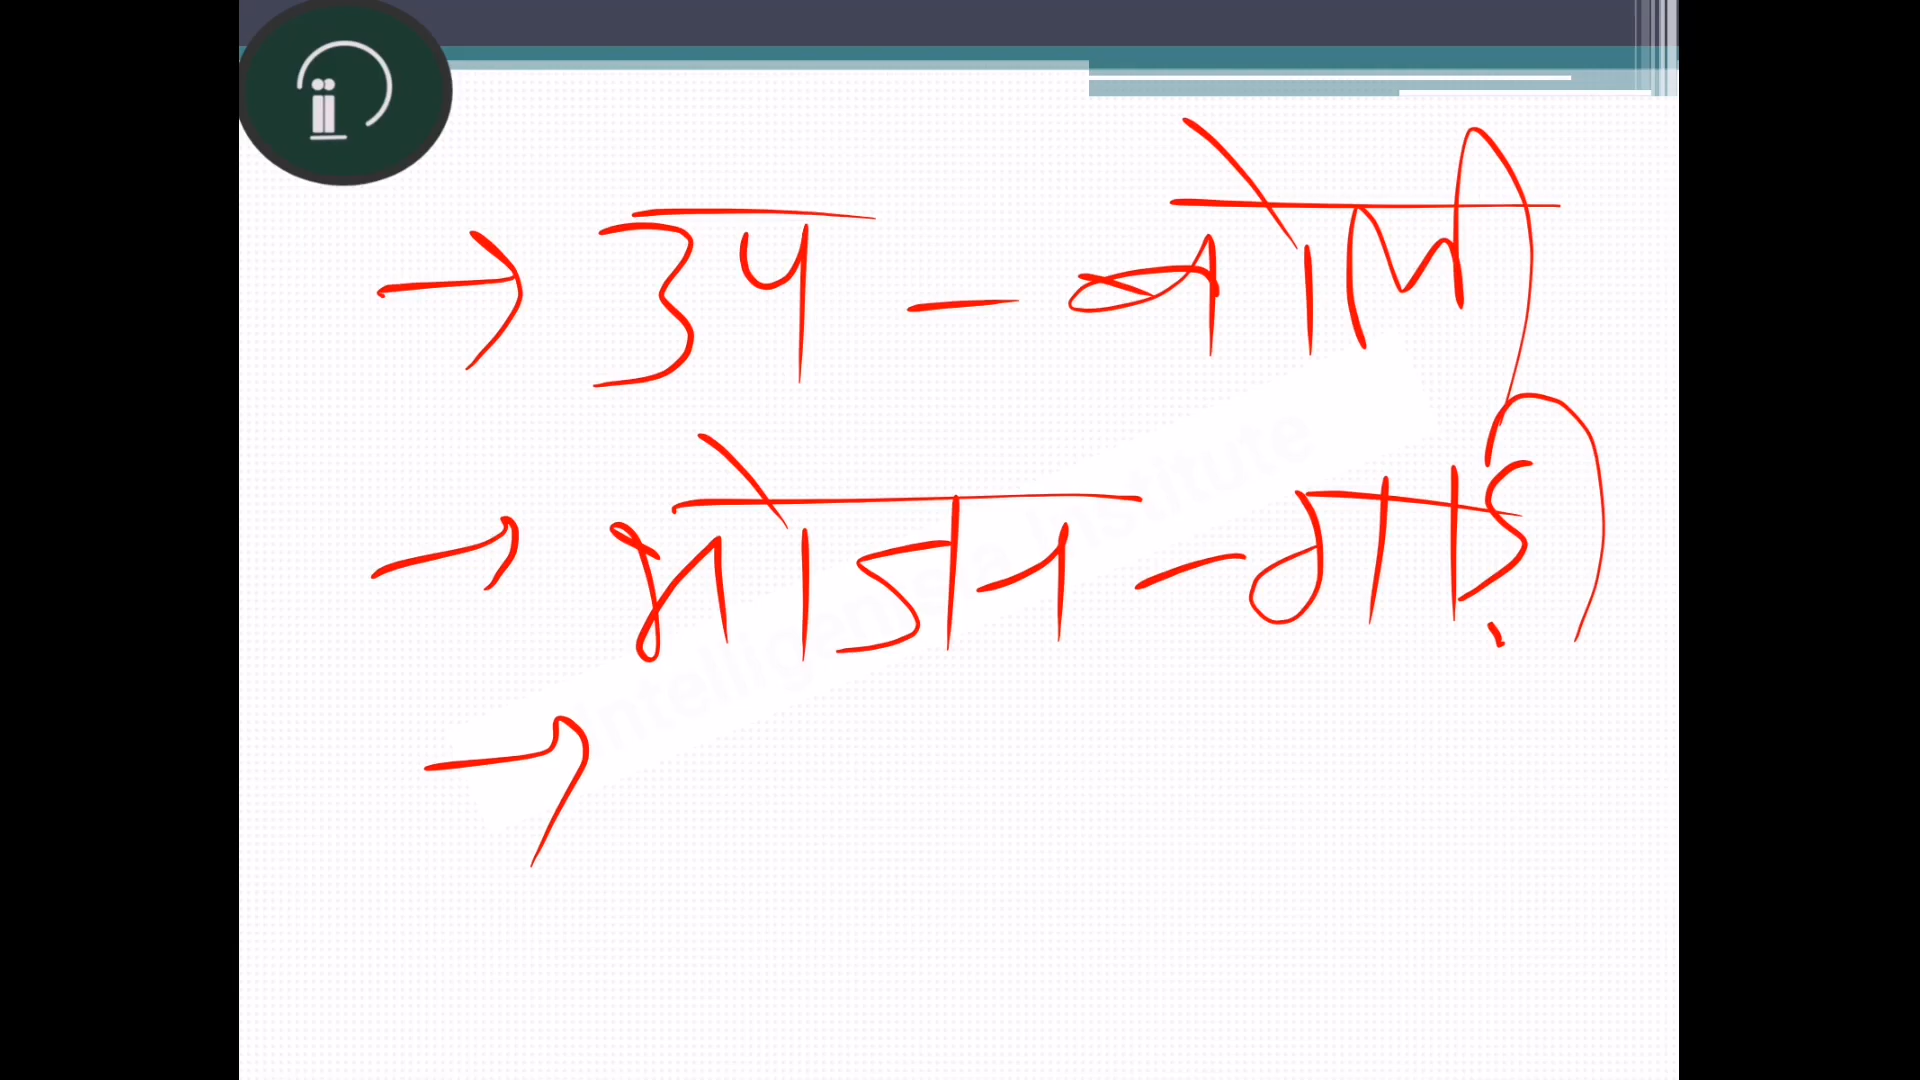 → उप - बोली
→ भोजन - गाड़ी
→